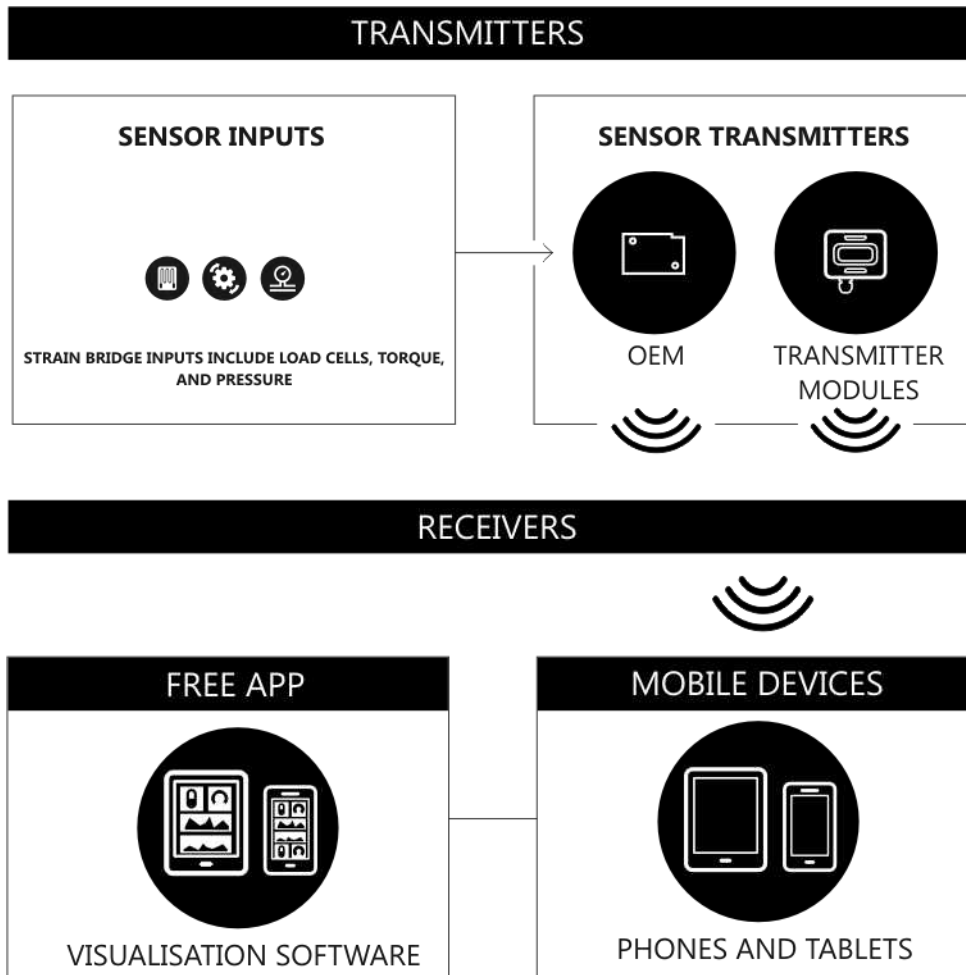 TRANSMITTERS
SENSOR INPUTS
STRAIN BRIDGE INPUTS INCLUDE LOAD CELLS, TORQUE,
AND PRESSURE
SENSOR TRANSMITTERS
OEM
TRANSMITTER
MODULES
RECEIVERS
FREE APP
VISUALISATION SOFTWARE
MOBILE DEVICES
PHONES AND TABLETS